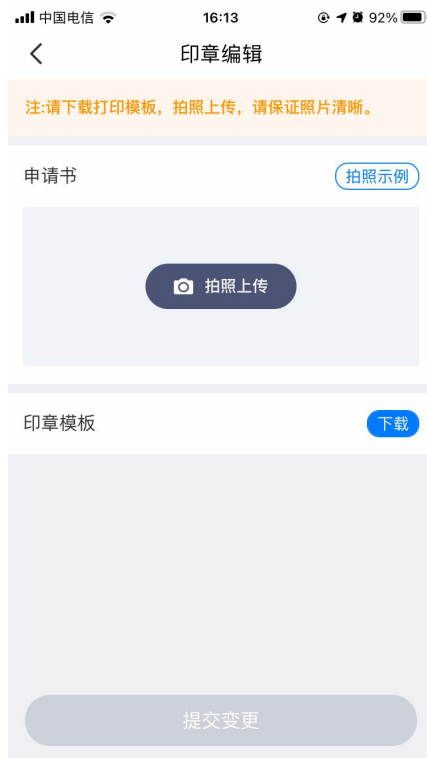 中国电信 16:13 92%
印章编辑
注:请下载打印模板，拍照上传，请保证照片清晰。
申请书 拍照示例
拍照上传
印章模板 下载
提交变更